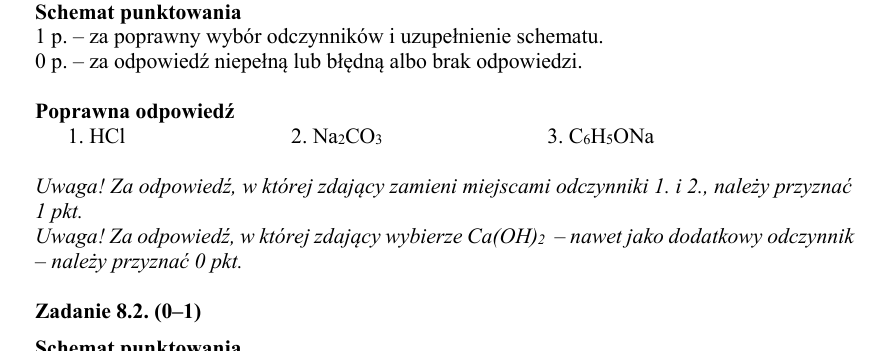 Schemat punktowania
1 p. – za poprawny wybór odczynników i uzupełnienie schematu.
0 p. – za odpowiedź niepełną lub błędną albo brak odpowiedzi.
Poprawna odpowiedź
1. HCl 2. Na₂CO₃ 3. C₆H₅ONa
Uwaga! Za odpowiedź, w której zdający zamieni miejscami odczynniki 1. i 2., należy przyznać
1 pkt.
Uwaga! Za odpowiedź, w której zdający wybierze Ca(OH)₂ – nawet jako dodatkowy odczynnik
– należy przyznać 0 pkt.
Zadanie 8.2. (0–1)
Schemat punktowania